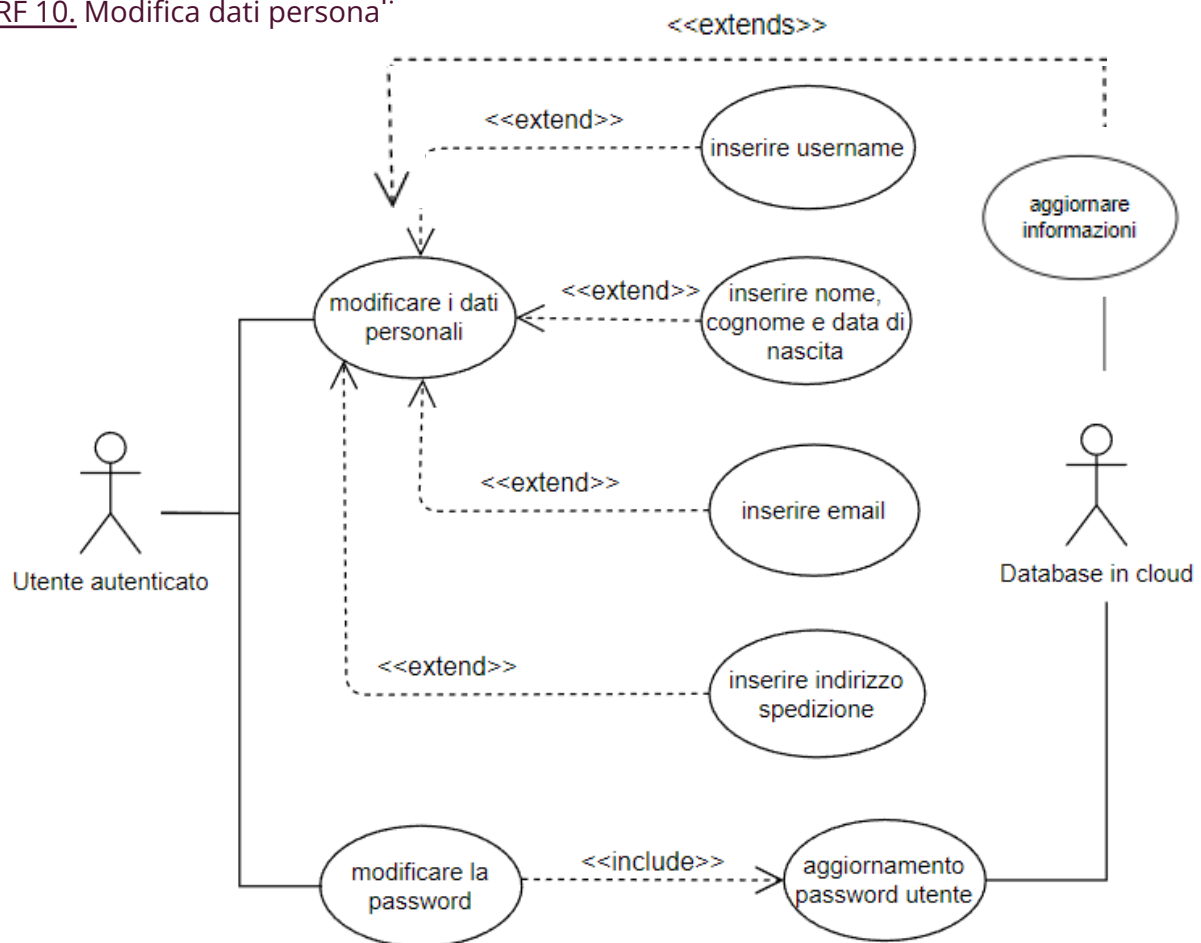 RF 10. Modifica dati personali
<<extends>>
<<extend>>
inserire username
aggiornare
informazioni
modificare i dati
personali
<<extend>>
inserire nome,
cognome e data di
nascita
<<extend>>
inserire email
Utente autenticato
Database in cloud
<<extend>>
inserire indirizzo
spedizione
modificare la
password
<<include>>
aggiornamento
password utente